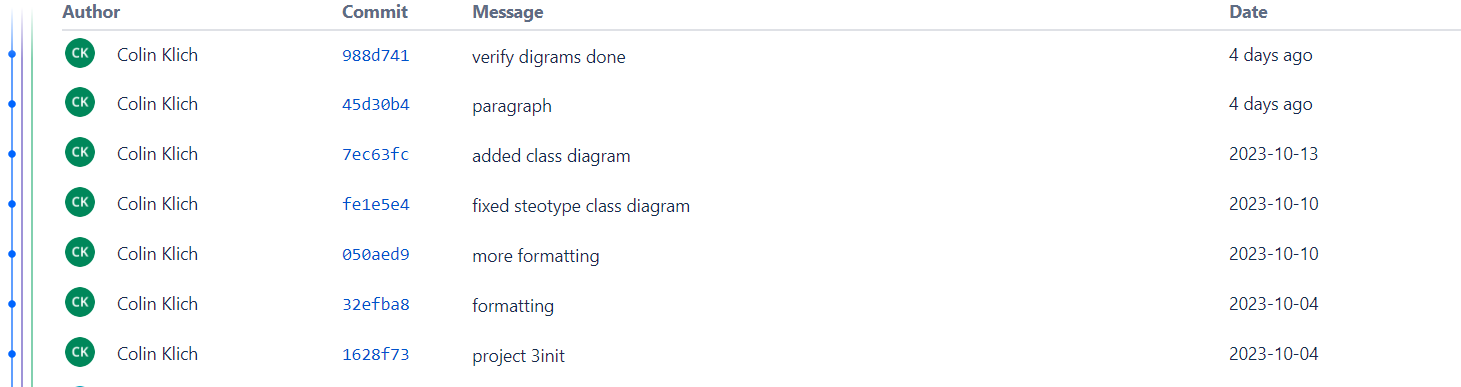 Author Commit Message Date
CK Colin Klich 988d741 verify digrams done 4 days ago
CK Colin Klich 45d30b4 paragraph 4 days ago
CK Colin Klich 7ec63fc added class diagram 2023-10-13
CK Colin Klich fe1e5e4 fixed steotype class diagram 2023-10-10
CK Colin Klich 050aed9 more formatting 2023-10-10
CK Colin Klich 32efba8 formatting 2023-10-04
CK Colin Klich 1628f73 project 3init 2023-10-04